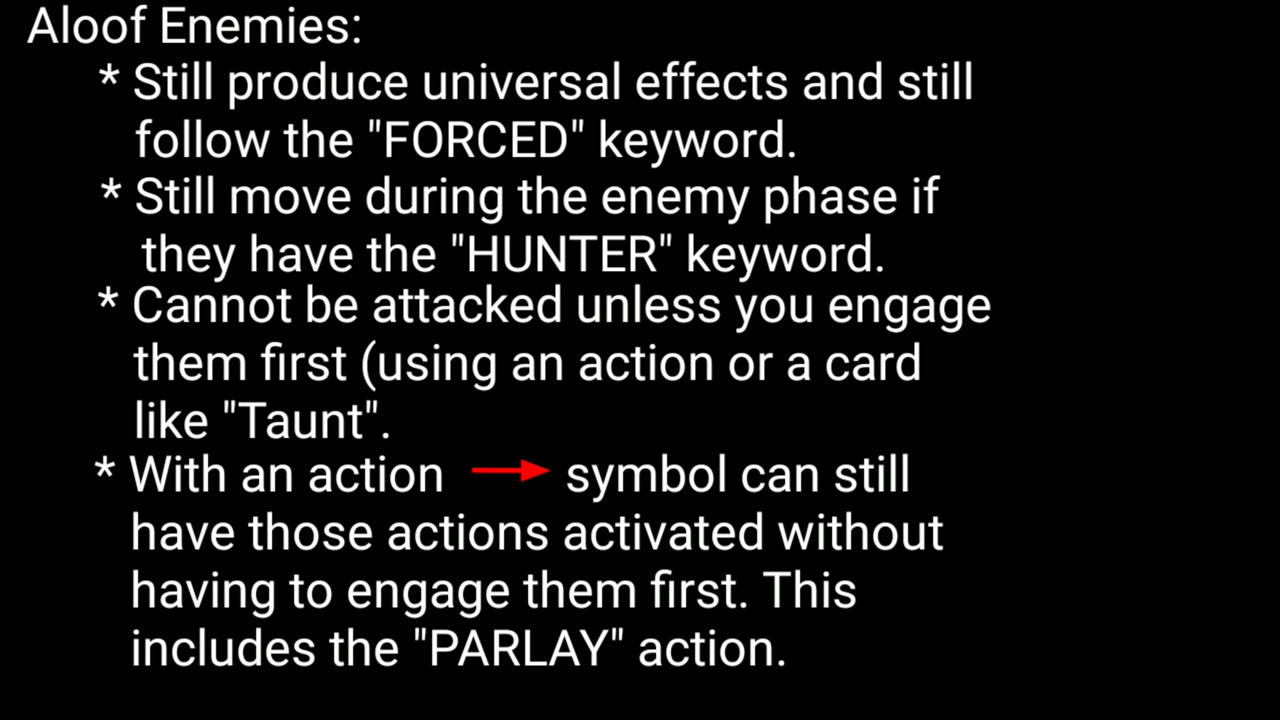 Aloof Enemies:
* Still produce universal effects and still
follow the "FORCED" keyword.
* Still move during the enemy phase if
they have the "HUNTER" keyword.
* Cannot be attacked unless you engage
them first (using an action or a card
like "Taunt".
* With an action symbol can still
have those actions activated without
having to engage them first. This
includes the "PARLAY" action.